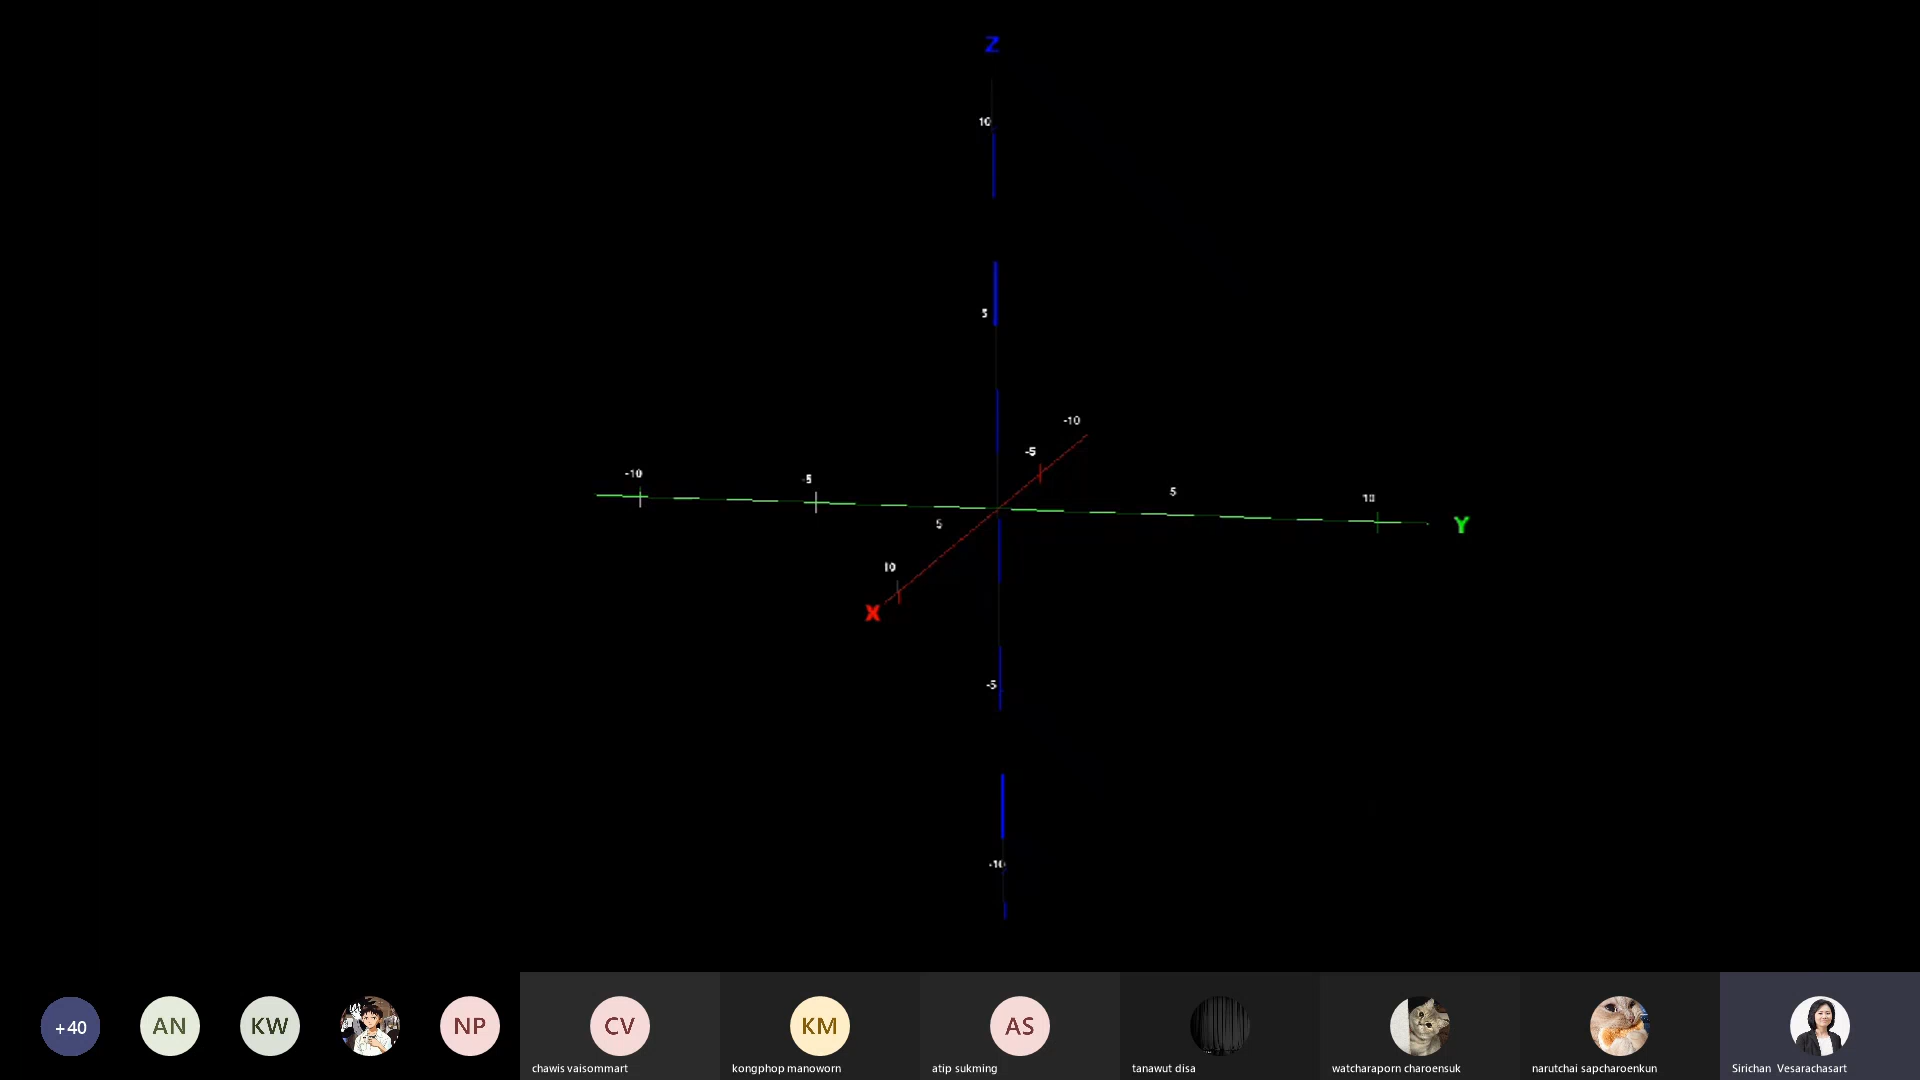 Z
10
5
-10
-5
-10
-5
5
10
Y
5
10
X
-5
-10
+40
AN
KW
NP
CV
KM
AS
chawis vaisommart
kongphop manoworn
atip sukming
tanawut disa
watcharaporn charoensuk
narutchai sapcharoenkun
Sirichan Vesarachasart